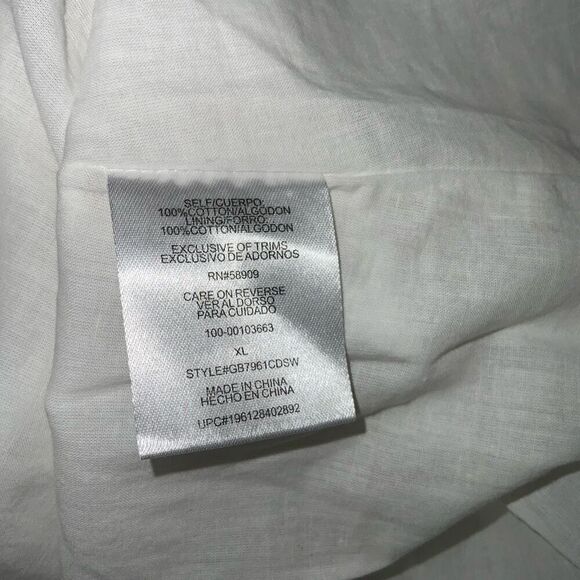 SELF/CUERPO:
100%COTTON/ALGODON
LINING/FORRO:
100%COTTON/ALGODON
EXCLUSIVE OF TRIMS
EXCLUSIVO DE ADORNOS
RN#58909
CARE ON REVERSE
VER AL DORSO
PARA CUIDADO
100-00103663
XL
STYLE#GB7961CDSW
MADE IN CHINA
HECHO EN CHINA
UPC#196128402892